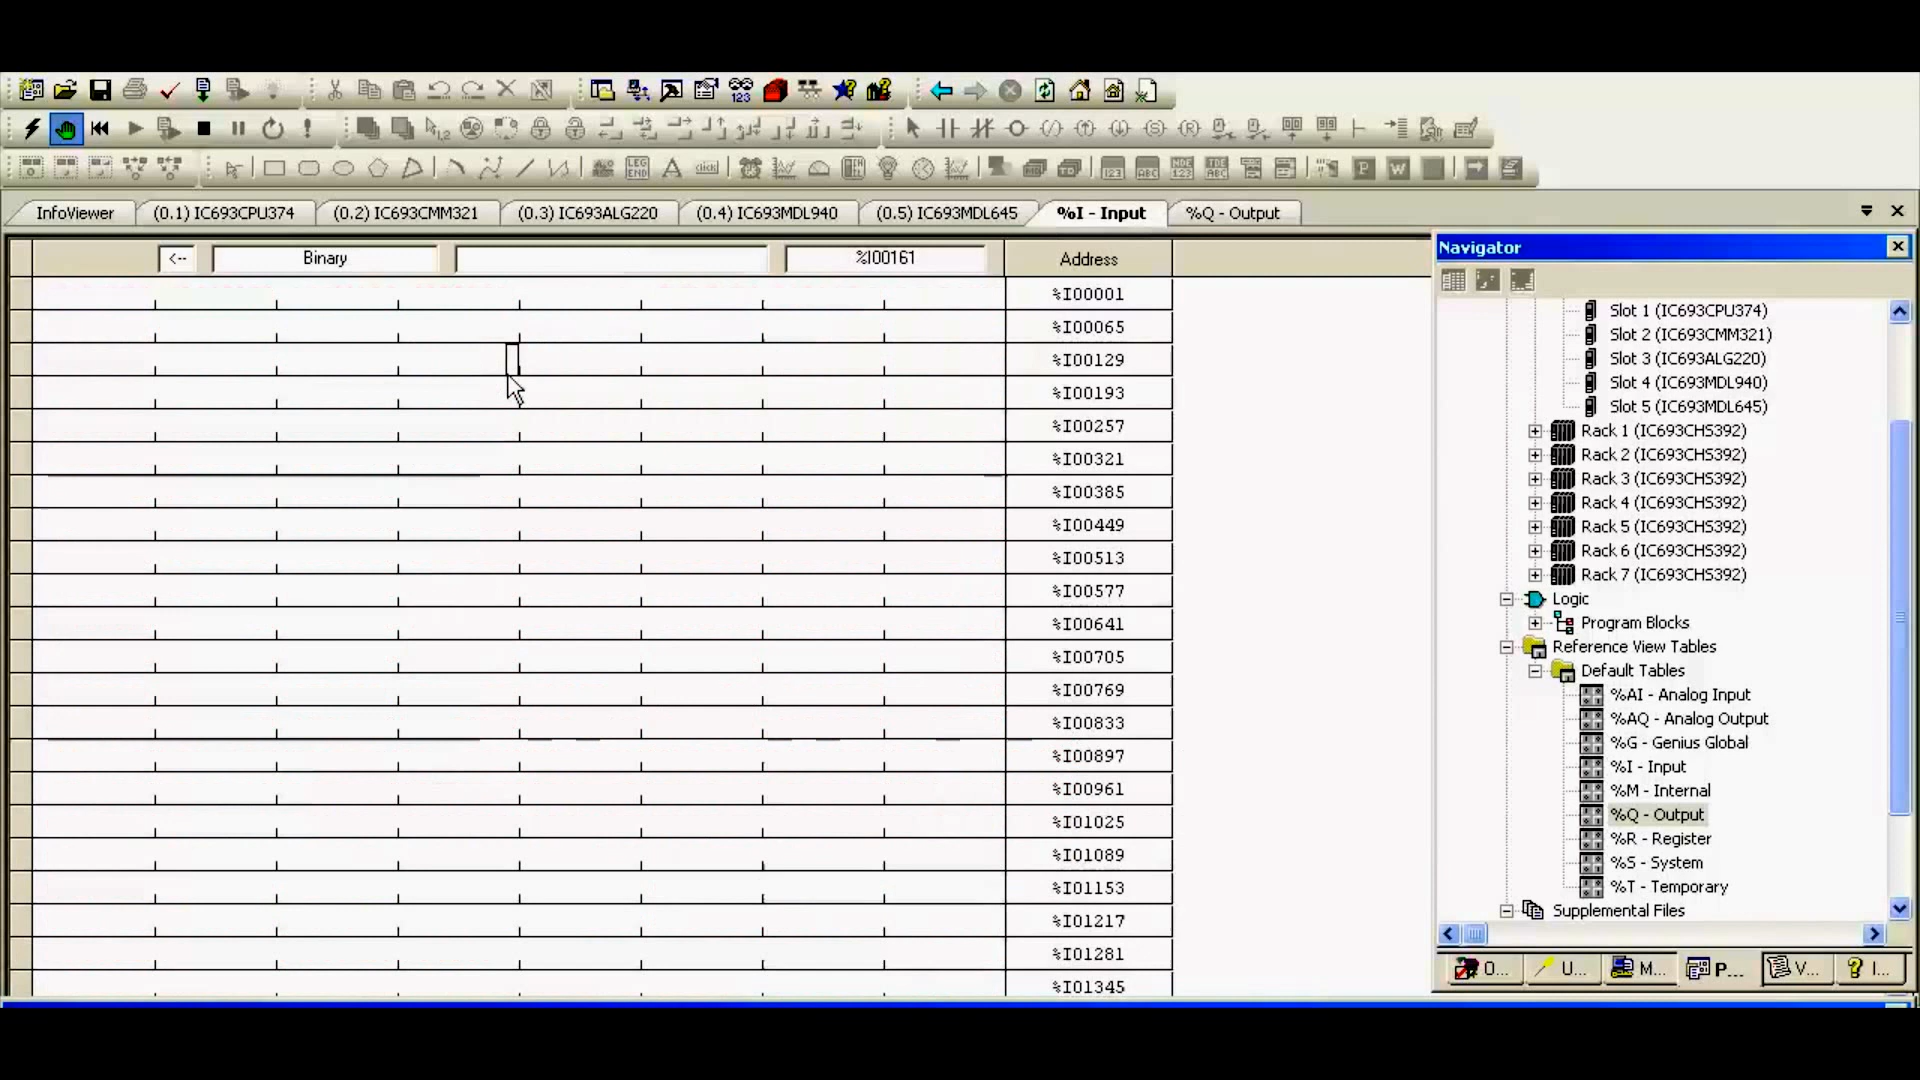 InfoViewer (0.1) IC693CPU374 (0.2) IC693CMM321 (0.3) IC693ALG220 (0.4) IC693MDL940 (0.5) IC693MDL645 %I - Input %Q - Output
<-- Binary %I00161 Address
%I00001
%I00065
%I00129
%I00193
%I00257
%I00321
%I00385
%I00449
%I00513
%I00577
%I00641
%I00705
%I00769
%I00833
%I00897
%I00961
%I01025
%I01089
%I01153
%I01217
%I01281
%I01345
Navigator
Slot 1 (IC693CPU374)
Slot 2 (IC693CMM321)
Slot 3 (IC693ALG220)
Slot 4 (IC693MDL940)
Slot 5 (IC693MDL645)
Rack 1 (IC693CHS392)
Rack 2 (IC693CHS392)
Rack 3 (IC693CHS392)
Rack 4 (IC693CHS392)
Rack 5 (IC693CHS392)
Rack 6 (IC693CHS392)
Rack 7 (IC693CHS392)
Logic
Program Blocks
Reference View Tables
Default Tables
%AI - Analog Input
%AQ - Analog Output
%G - Genius Global
%I - Input
%M - Internal
%Q - Output
%R - Register
%S - System
%T - Temporary
Supplemental Files
O... U... M... P... V... I...